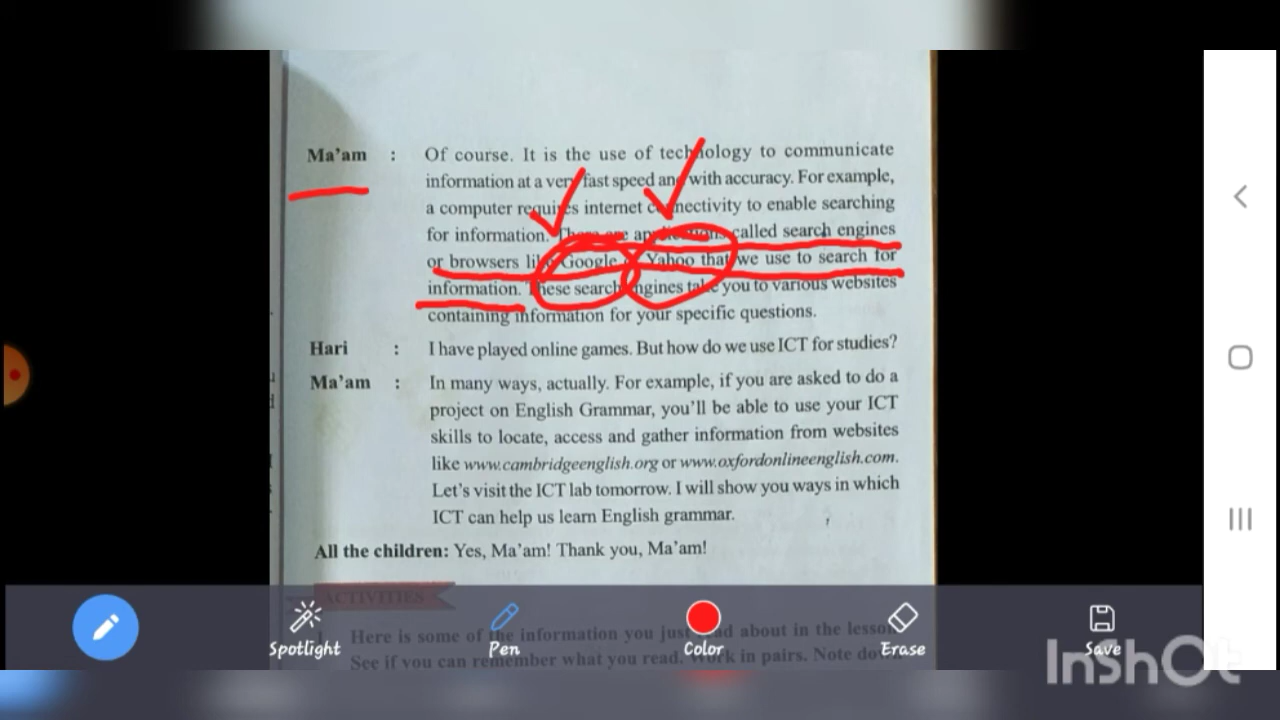 Ma'am : Of course. It is the use of technology to communicate
information at a very fast speed and with accuracy. For example,
a computer requires internet connectivity to enable searching
for information. There are applications called search engines
or browsers like Google Yahoo that we use to search for
information. These search engines take you to various websites
containing information for your specific questions.
Hari : I have played online games. But how do we use ICT for studies?
Ma'am : In many ways, actually. For example, if you are asked to do a
project on English Grammar, you'll be able to use your ICT
skills to locate, access and gather information from websites
like www.cambridgeenglish.org or www.oxfordonlineenglish.com.
Let's visit the ICT lab tomorrow. I will show you ways in which
ICT can help us learn English grammar.
All the children: Yes, Ma'am! Thank you, Ma'am!
ACTIVITIES
Here is some of the information you just read about in the lesson
See if you can remember what you read. Work in pairs. Note down
Spotlight Pen Color Erase Save
InShOt